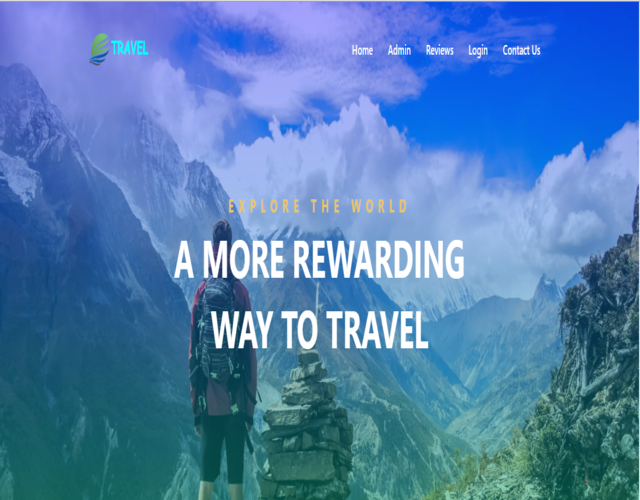 TRAVEL
Home Admin Reviews Login Contact Us
EXPLORE THE WORLD
A MORE REWARDING
WAY TO TRAVEL